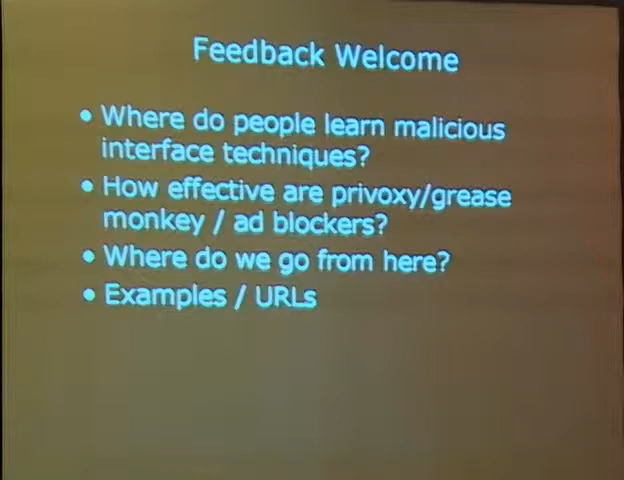 Feedback Welcome
• Where do people learn malicious
interface techniques?
• How effective are privoxy/grease
monkey / ad blockers?
• Where do we go from here?
• Examples / URLs